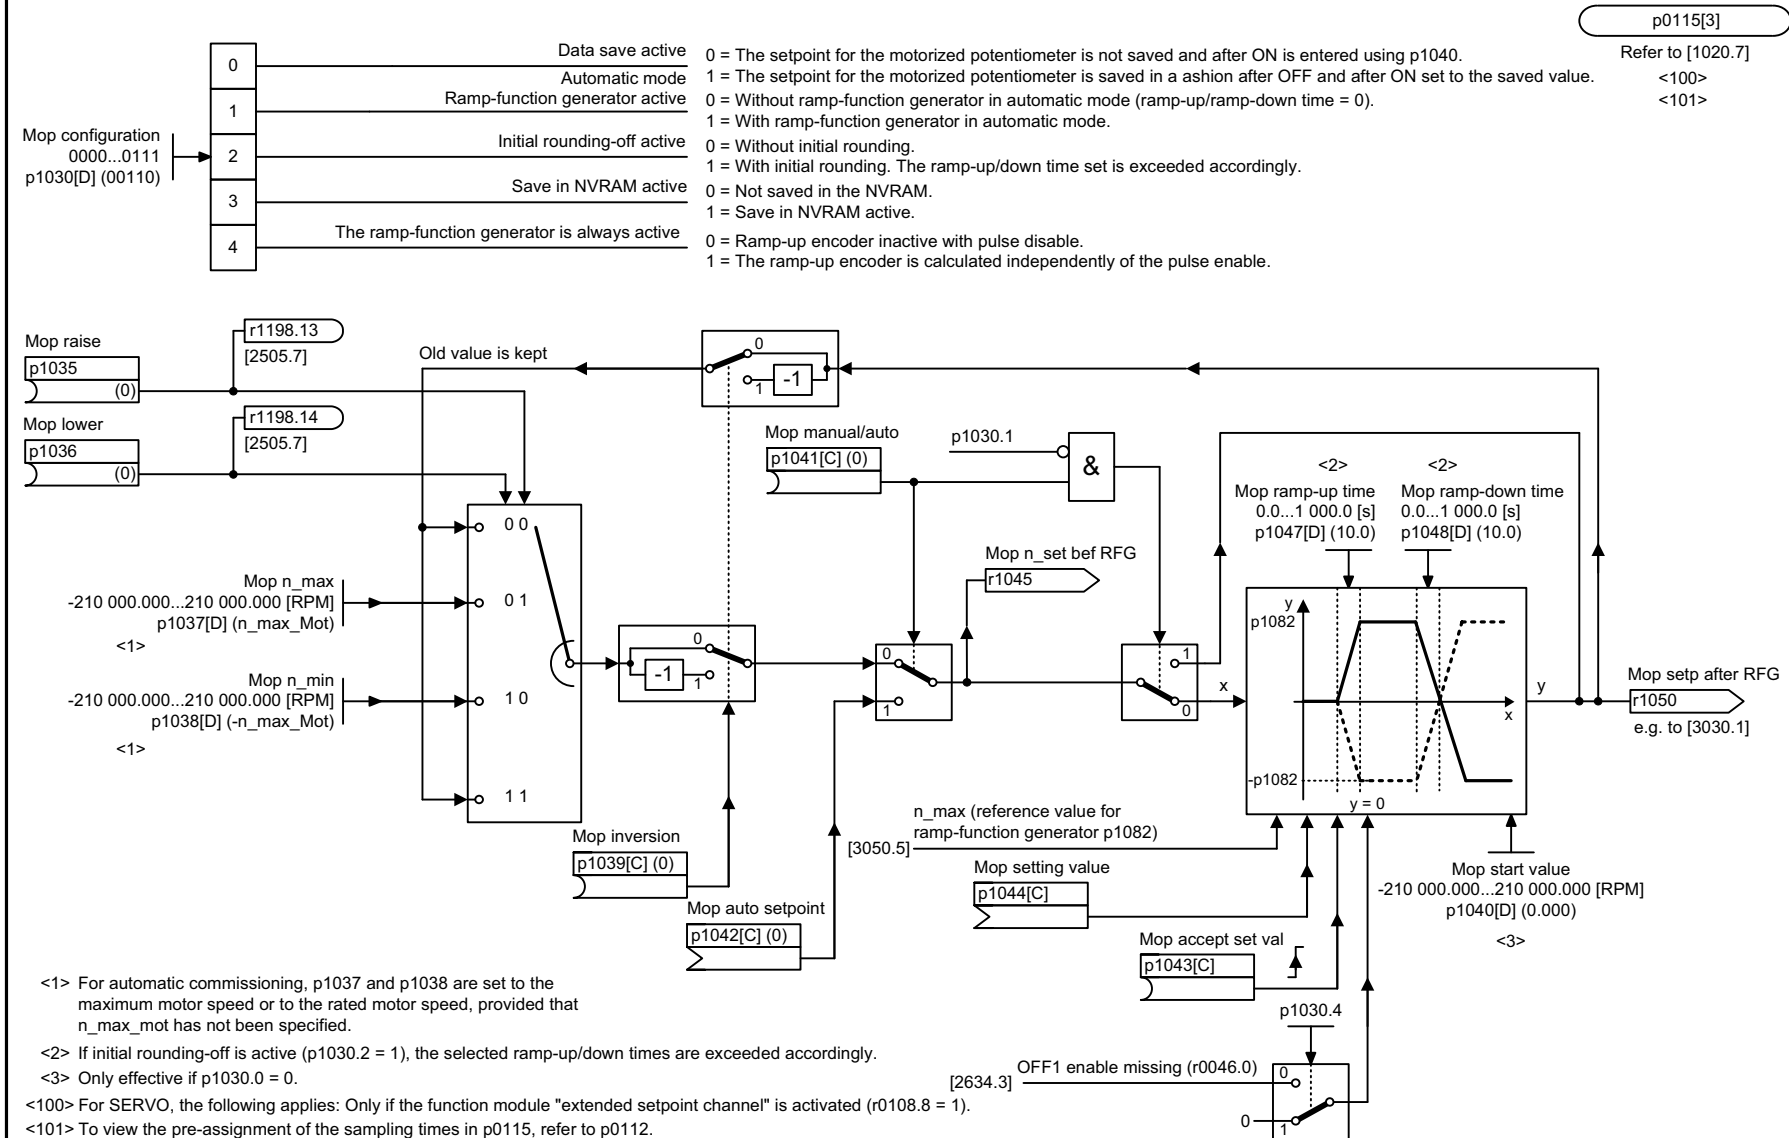 p0115[3]
Refer to [1020.7]
<100>
<101>
Mop configuration
0000...0111
p1030[D] (00110)
0
1
2
3
4
Data save active
0 = The setpoint for the motorized potentiometer is not saved and after ON is entered using p1040.
Automatic mode
1 = The setpoint for the motorized potentiometer is saved in a ashion after OFF and after ON set to the saved value.
Ramp-function generator active
0 = Without ramp-function generator in automatic mode (ramp-up/ramp-down time = 0).
1 = With ramp-function generator in automatic mode.
Initial rounding-off active
0 = Without initial rounding.
1 = With initial rounding. The ramp-up/down time set is exceeded accordingly.
Save in NVRAM active
0 = Not saved in the NVRAM.
1 = Save in NVRAM active.
The ramp-function generator is always active
0 = Ramp-up encoder inactive with pulse disable.
1 = The ramp-up encoder is calculated independently of the pulse enable.
Mop raise
p1035
(0)
r1198.13
[2505.7]
Mop lower
p1036
(0)
r1198.14
[2505.7]
Old value is kept
0
1
-1
Mop manual/auto
p1041[C] (0)
p1030.1
&
Mop n_max
-210 000.000...210 000.000 [RPM]
p1037[D] (n_max_Mot)
<1>
Mop n_min
-210 000.000...210 000.000 [RPM]
p1038[D] (-n_max_Mot)
<1>
0 0
0 1
1 0
1 1
0
-1
1
Mop inversion
p1039[C] (0)
Mop auto setpoint
p1042[C] (0)
0
1
Mop n_set bef RFG
r1045
1
0
x
<2>
Mop ramp-up time
0.0...1 000.0 [s]
p1047[D] (10.0)
<2>
Mop ramp-down time
0.0...1 000.0 [s]
p1048[D] (10.0)
y
p1082
x
-p1082
y = 0
y
Mop setp after RFG
r1050
e.g. to [3030.1]
n_max (reference value for
ramp-function generator p1082)
[3050.5]
Mop setting value
p1044[C]
Mop accept set val
p1043[C]
Mop start value
-210 000.000...210 000.000 [RPM]
p1040[D] (0.000)
<3>
p1030.4
OFF1 enable missing (r0046.0)
[2634.3]
0
0
1
<1> For automatic commissioning, p1037 and p1038 are set to the
maximum motor speed or to the rated motor speed, provided that
n_max_mot has not been specified.
<2> If initial rounding-off is active (p1030.2 = 1), the selected ramp-up/down times are exceeded accordingly.
<3> Only effective if p1030.0 = 0.
<100> For SERVO, the following applies: Only if the function module "extended setpoint channel" is activated (r0108.8 = 1).
<101> To view the pre-assignment of the sampling times in p0115, refer to p0112.